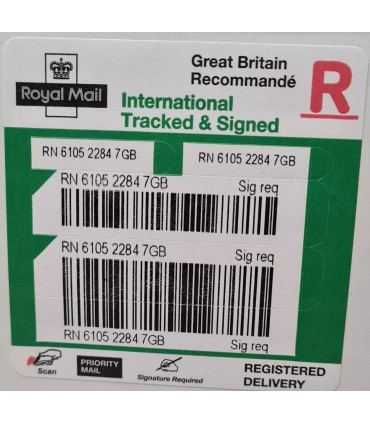 Royal Mail
Great Britain
Recommandé
R
International
Tracked & Signed
RN 6105 2284 7GB
RN 6105 2284 7GB
RN 6105 2284 7GB Sig req
RN 6105 2284 7GB Sig req
RN 6105 2284 7GB Sig req
Scan
PRIORITY
MAIL
Signature Required
REGISTERED
DELIVERY